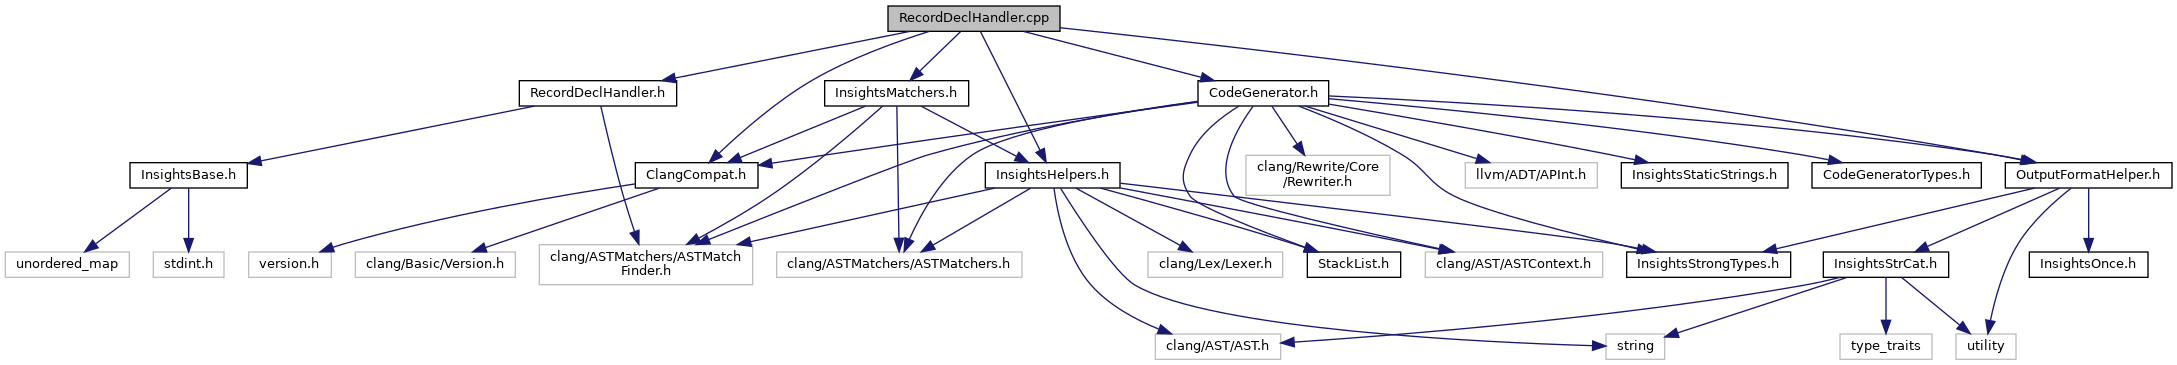 RecordDeclHandler.cpp
RecordDeclHandler.h
InsightsMatchers.h
CodeGenerator.h
InsightsBase.h
ClangCompat.h
InsightsHelpers.h
clang/Rewrite/Core
/Rewriter.h
llvm/ADT/APInt.h
InsightsStaticStrings.h
CodeGeneratorTypes.h
OutputFormatHelper.h
unordered_map
stdint.h
version.h
clang/Basic/Version.h
clang/ASTMatchers/ASTMatch
Finder.h
clang/ASTMatchers/ASTMatchers.h
clang/Lex/Lexer.h
StackList.h
clang/AST/ASTContext.h
InsightsStrongTypes.h
InsightsStrCat.h
InsightsOnce.h
clang/AST/AST.h
string
type_traits
utility